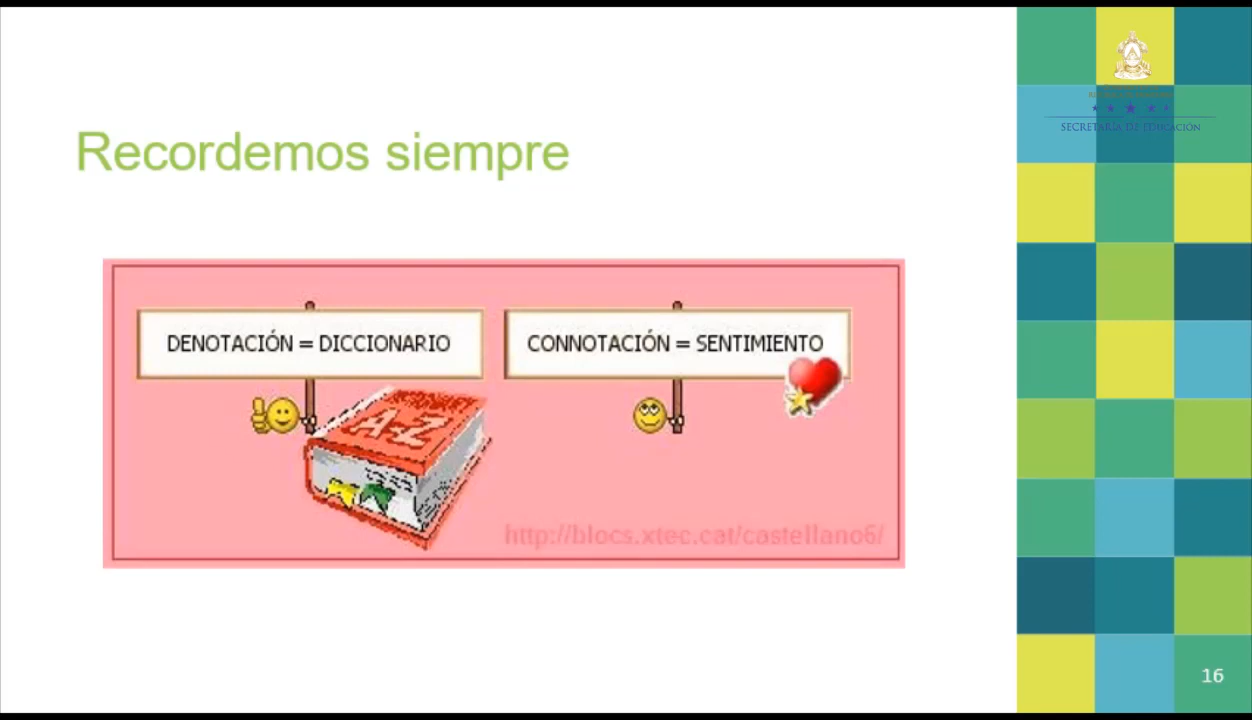 SECRETARÍA DE EDUCACIÓN
Recordemos siempre
DENOTACIÓN = DICCIONARIO
CONNOTACIÓN = SENTIMIENTO
A-Z
http://blocs.xtec.cat/castellano6/
16